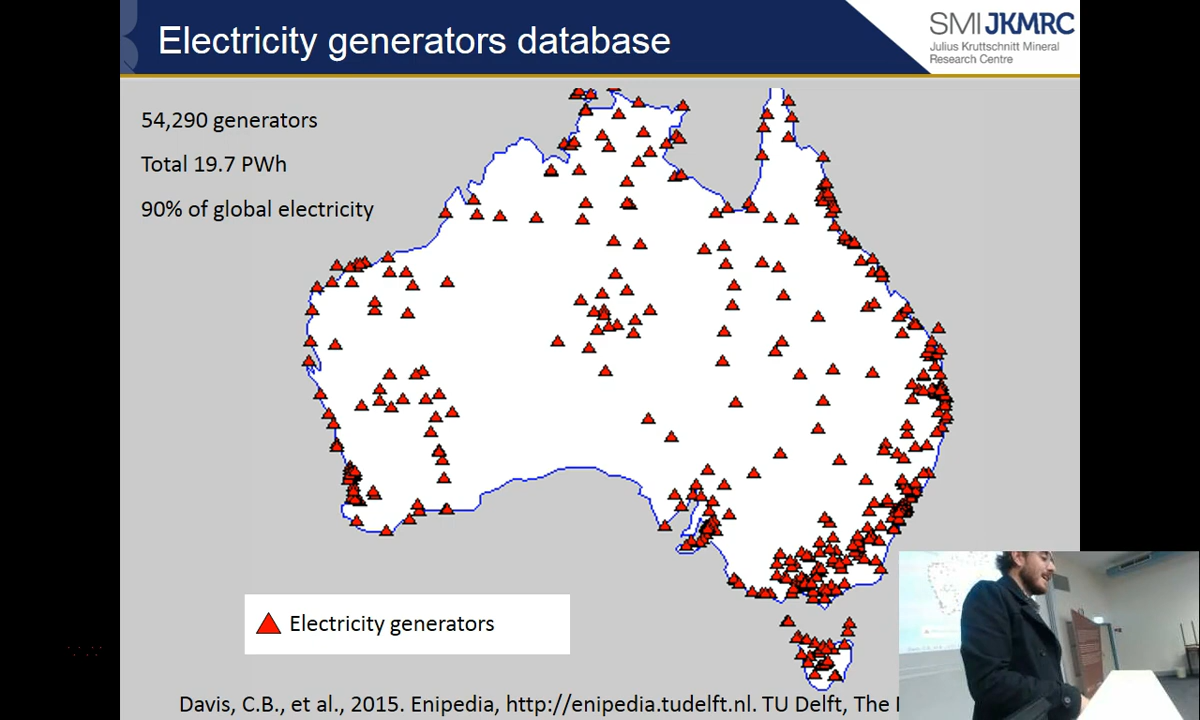 Electricity generators database
SMI JKMRC
Julius Kruttschnitt Mineral
Research Centre
54,290 generators
Total 19.7 PWh
90% of global electricity
Electricity generators
Davis, C.B., et al., 2015. Enipedia, http://enipedia.tudelft.nl. TU Delft, The